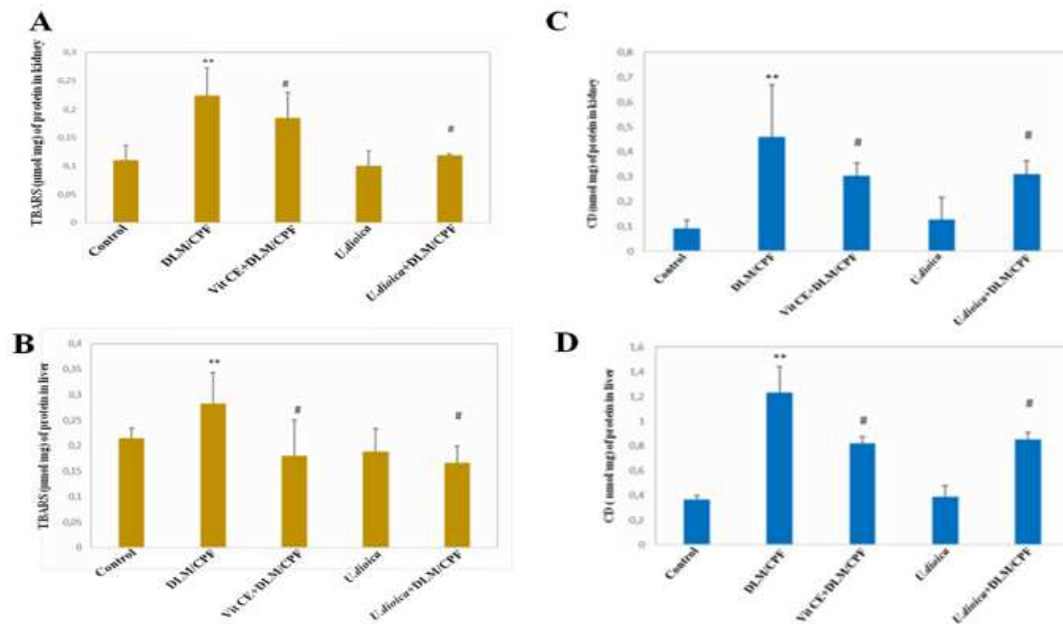 A
TBARS (µmol/mg) of protein in kidney
0,3
0,25
0,2
0,15
0,1
0,05
0
**
#
#
Control
DLM/CPF
Vit CE+DLM/CPF
U.dioica
U.dioica+DLM/CPF
C
CD (nmol/mg) of protein in kidney
0,8
0,7
0,6
0,5
0,4
0,3
0,2
0,1
0
**
#
#
Control
DLM/CPF
Vit CE+DLM/CPF
U.dioica
U.dioica+DLM/CPF
B
TBARS (µmol/mg) of protein in liver
0,4
0,35
0,3
0,25
0,2
0,15
0,1
0,05
0
**
#
#
Control
DLM/CPF
Vit CE+DLM/CPF
U.dioica
U.dioica+DLM/CPF
D
CD ( nmol/mg) of protein in liver
1,6
1,4
1,2
1
0,8
0,6
0,4
0,2
0
**
#
#
Control
DLM/CPF
Vit CE+DLM/CPF
U.dioica
U.dioica+DLM/CPF